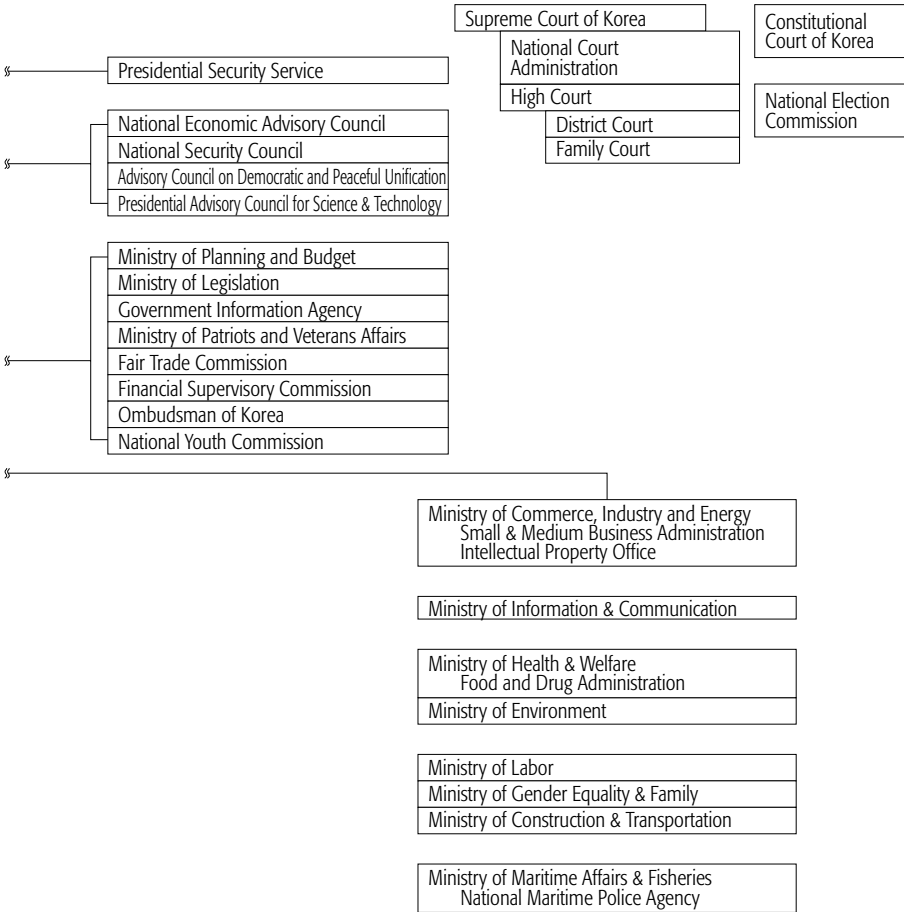 Supreme Court of Korea
National Court
Administration
High Court
District Court
Family Court
Constitutional
Court of Korea
National Election
Commission
Presidential Security Service
National Economic Advisory Council
National Security Council
Advisory Council on Democratic and Peaceful Unification
Presidential Advisory Council for Science & Technology
Ministry of Planning and Budget
Ministry of Legislation
Government Information Agency
Ministry of Patriots and Veterans Affairs
Fair Trade Commission
Financial Supervisory Commission
Ombudsman of Korea
National Youth Commission
Ministry of Commerce, Industry and Energy
Small & Medium Business Administration
Intellectual Property Office
Ministry of Information & Communication
Ministry of Health & Welfare
Food and Drug Administration
Ministry of Environment
Ministry of Labor
Ministry of Gender Equality & Family
Ministry of Construction & Transportation
Ministry of Maritime Affairs & Fisheries
National Maritime Police Agency